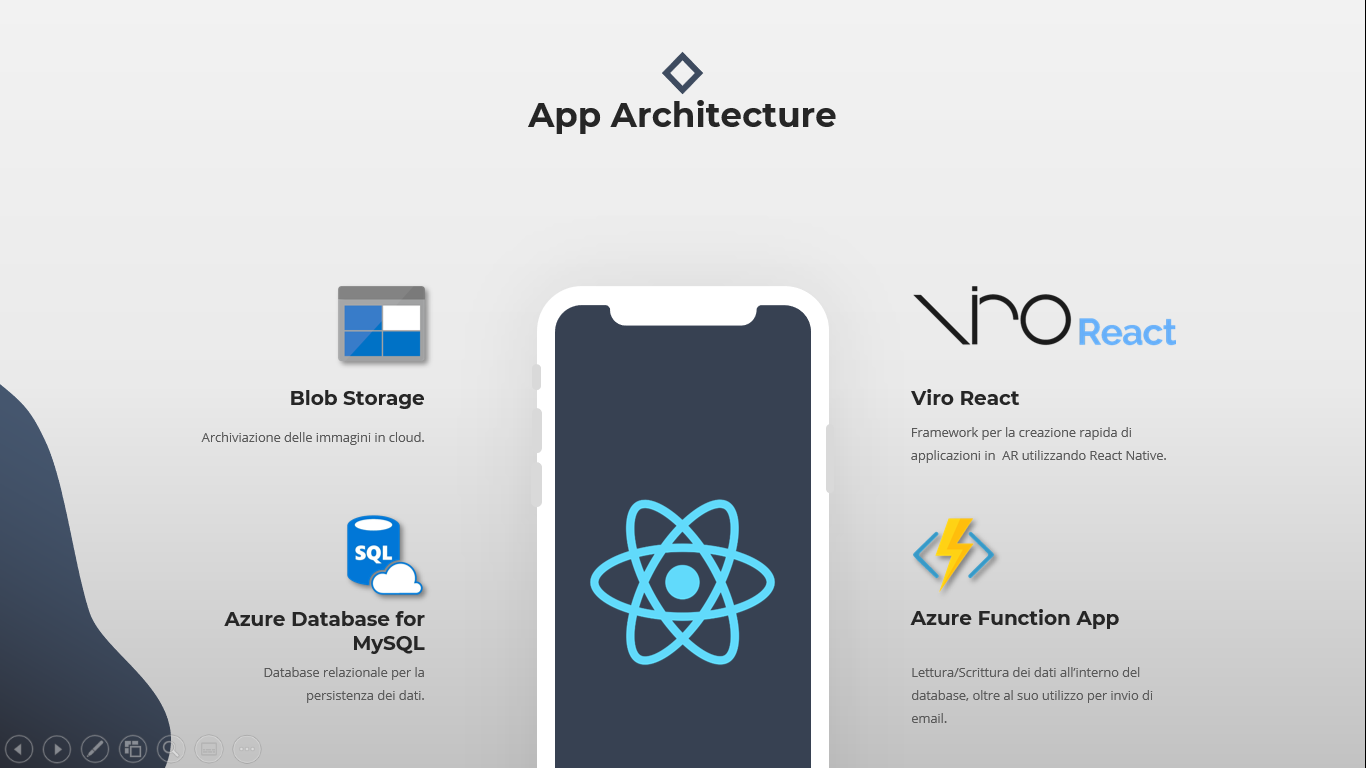 App Architecture
Blob Storage
Archiviazione delle immagini in cloud.
SQL
Azure Database for
MySQL
Database relazionale per la
persistenza dei dati.
Viro React
Viro React
Framework per la creazione rapida di
applicazioni in  AR utilizzando React Native.
Azure Function App
Lettura/Scrittura dei dati all’interno del
database, oltre al suo utilizzo per invio di
email.